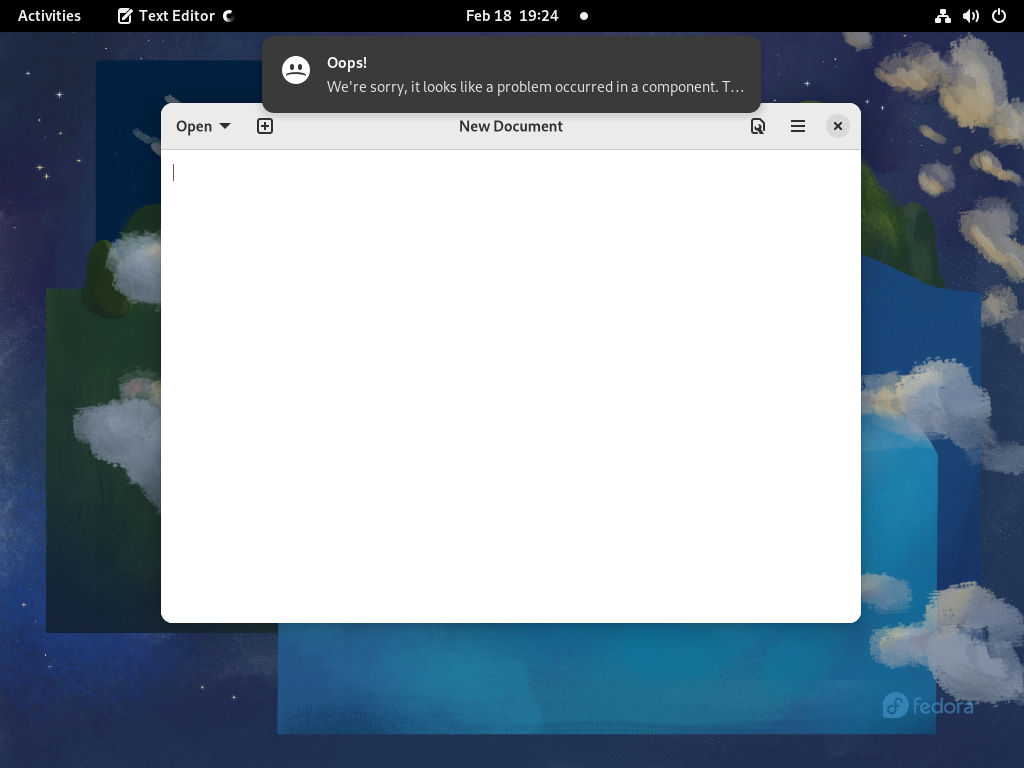 Activities
Text Editor
Feb 18 19:24
Oops!
We're sorry, it looks like a problem occurred in a component. T...
Open
New Document
fedora